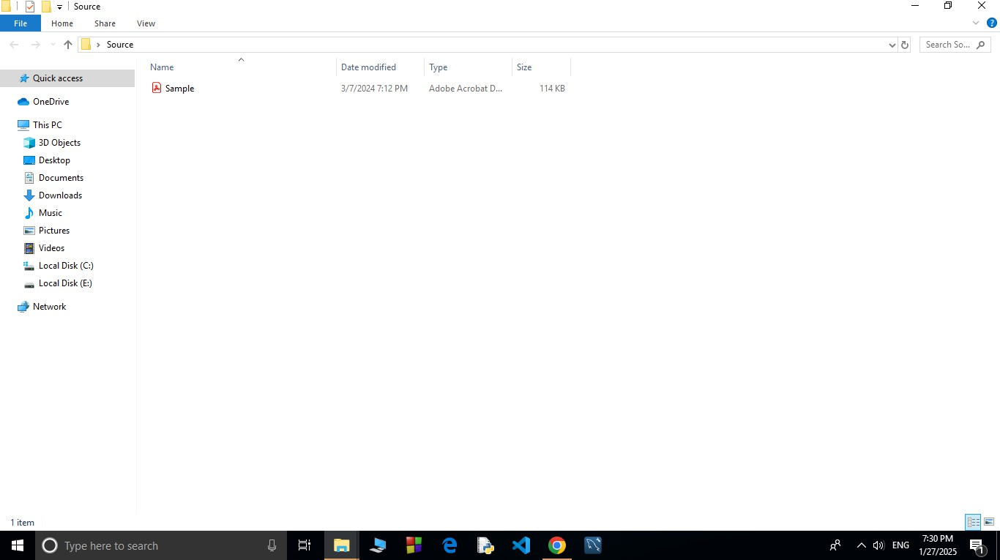 Source
File Home Share View
Source
Search So...
Name Date modified Type Size
Sample 3/7/2024 7:12 PM Adobe Acrobat D... 114 KB
Quick access
OneDrive
This PC
3D Objects
Desktop
Documents
Downloads
Music
Pictures
Videos
Local Disk (C:)
Local Disk (E:)
Network
1 item
Type here to search
ENG
7:30 PM
1/27/2025
1